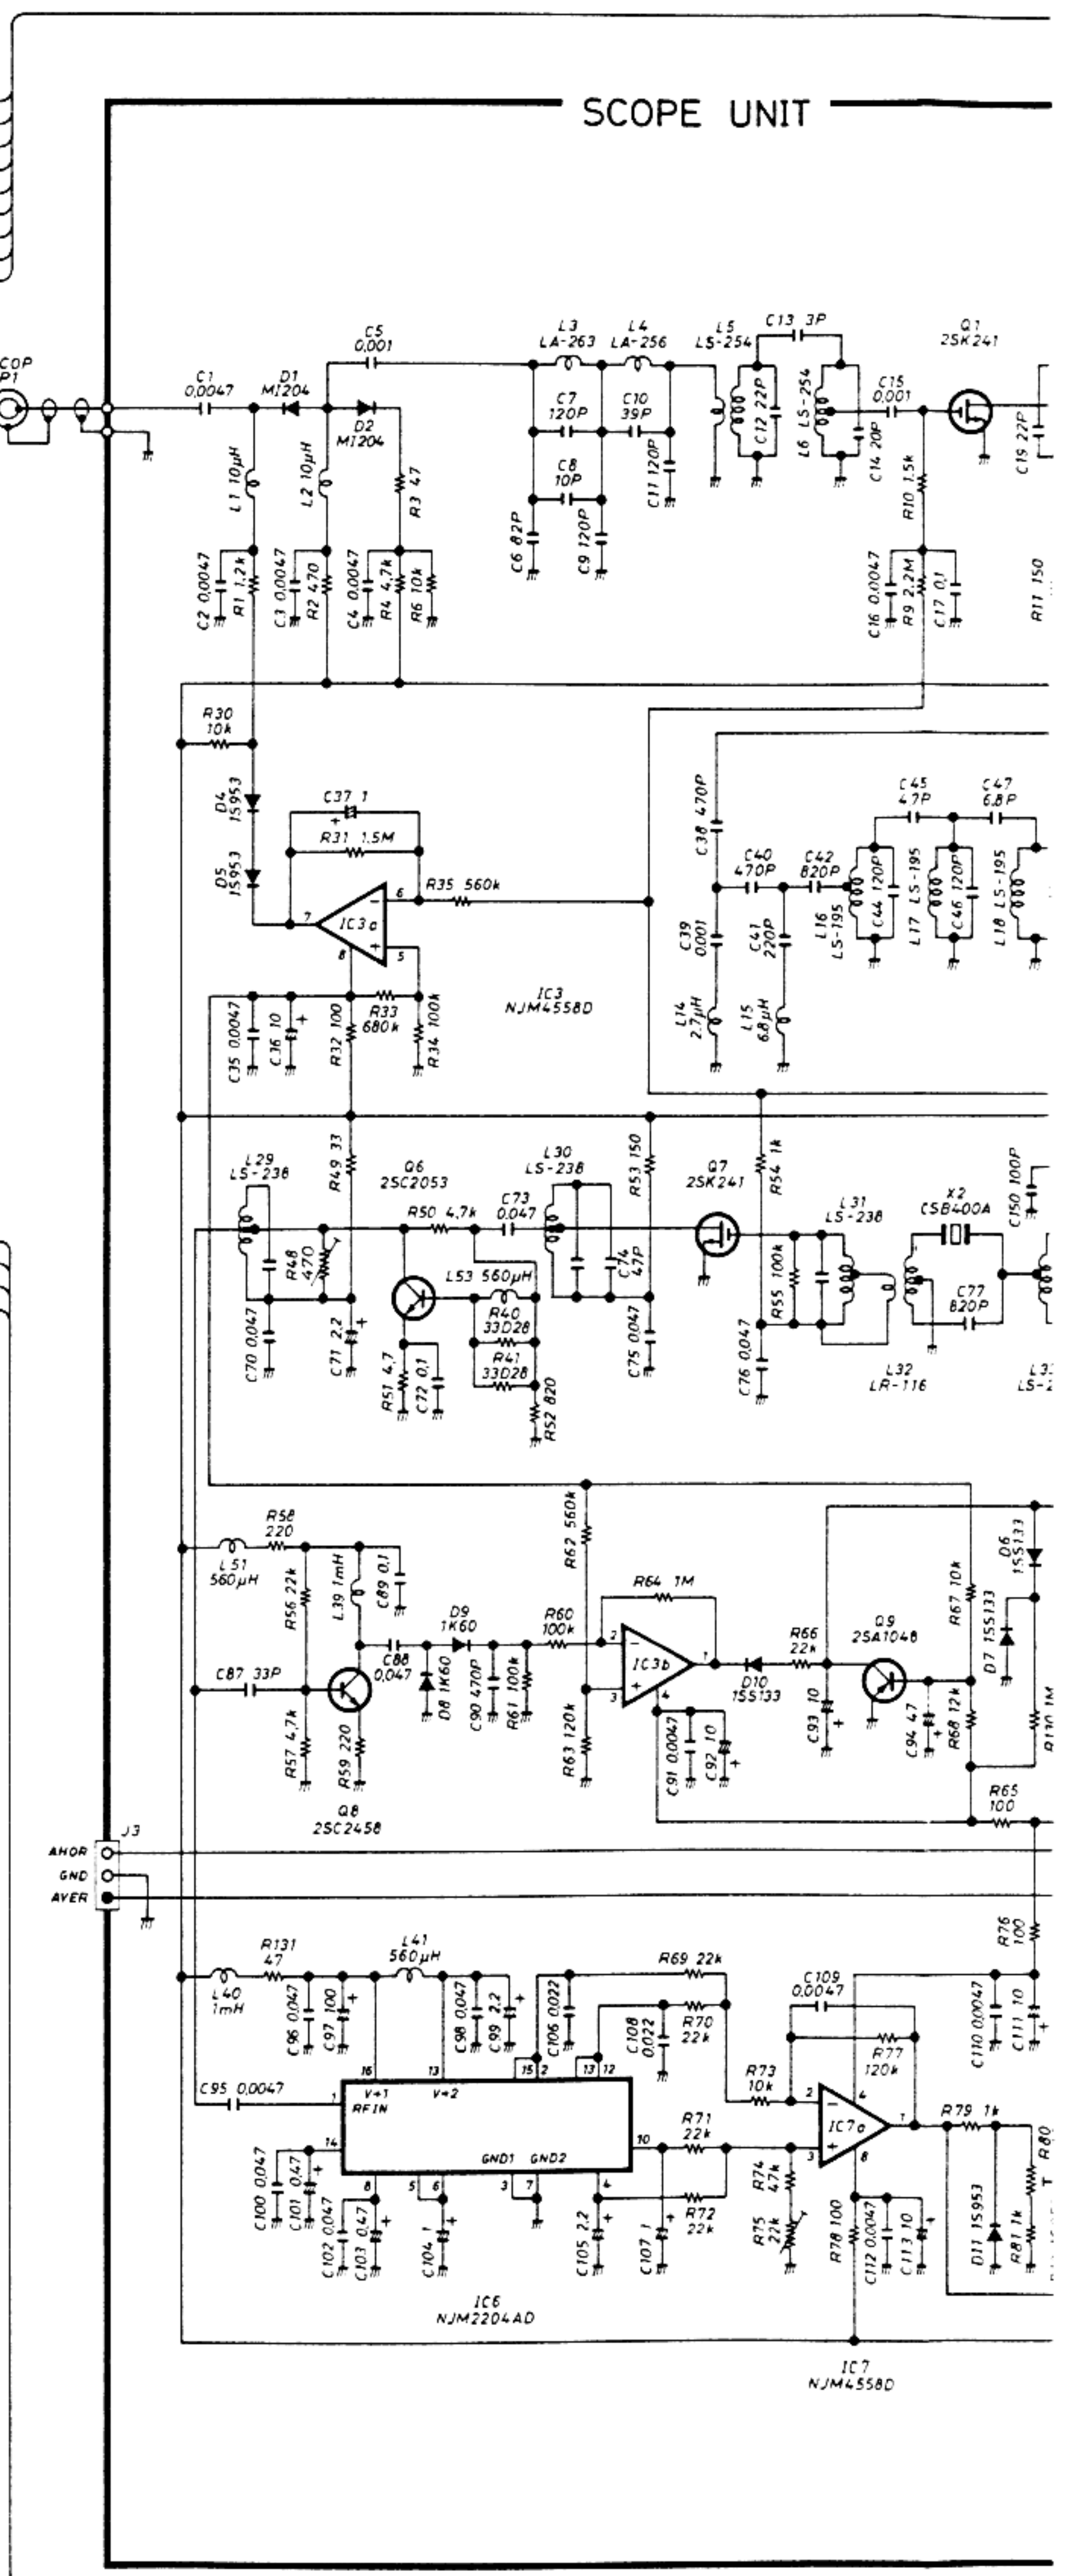 SCOPE UNIT
COP
P1
C1
0,0047
D1
MI204
D2
MI204
C5
0,001
L3
LA-263
L4
LA-256
L5
LS-254
C13 3P
Q1
2SK241
C7
120P
C10
39P
C8
10P
C12 22P
L6 LS-254
C15
0,001
C14 20P
C19 22P
L1 10μH
L2 10μH
R3 47
C11 120P
R10 1,5k
C6 82P
C9 120P
C2 0,0047
R1 1,2k
C3 0,0047
R2 470
C4 0,0047
R4 4,7k
R6 10k
C16 0,0047
R9 2,2M
C17 0,1
R11 150
R30
10k
D4
1S953
D5
1S953
C37 1
+
R31 1,5M
R35 560k
6
7
IC3a
8
5
−
+
C38 470P
C40
470P
C42
820P
C45
47P
C47
6,8P
C39
0,001
C41
220P
L16
LS-195
C44 120P
L17 LS-195
C46 120P
L18 LS-195
IC3
NJM4558D
C35 0,0047
C36 10
+
R32 100
R33
680k
R34 100k
L14
2,7μH
L15
6,8μH
L29
LS-238
R49 33
Q6
2SC2053
C73
0,047
L30
LS-238
R53 150
Q7
2SK241
R54 1k
L31
LS-238
X2
CSB400A
C150 100P
R50 4,7k
R48
470
L53 560μH
C74
47P
R55 100k
C77
820P
C70 0,047
C71 2,2
+
R40
33D28
R41
33D28
R51 4,7
C72 0,1
R52 820
C75 0,047
C76 0,047
L32
LR-116
L33
LS-2
R58
220
L51
560μH
R56 22k
L39 1mH
C89 0,1
R62 560k
R64 1M
D6
1SS133
R67 10k
D7 1SS133
D9
1K60
R60
100k
2
−
IC3b
1
3
+
4
R66
22k
Q9
2SA1048
D10
1SS133
C87 33P
C88
0,047
D8 1K60
C90 470P
R61 100k
R57 4,7k
R59 220
R63 120k
C91 0,0047
C92 10
+
C93 10
+
C94 47
+
R68 12k
R130 1M
Q8
2SC2458
R65
100
J3
AHOR
GND
AVER
R131
47
L41
560μH
L40
1mH
C96 0,047
C97 100
+
C98 0,047
C99 2,2
+
C106 0,022
R69 22k
R70
22k
C108
0,022
C109
0,0047
R77
120k
R76
100
C110 0,0047
C111 10
+
16
13
15
2
13
12
C95 0,0047
1
V+1
V+2
RF IN
14
GND1
GND2
10
8
5
6
3
7
4
R71
22k
R72
22k
R73
10k
2
−
4
IC7a
1
3
+
8
R79 1k
R80
T
C100 0,047
C101 0,47
+
C102 0,047
C103 0,47
+
C104 1
+
C105 2,2
+
C107 1
+
R74
47k
R75
22k
R78 100
C112 0,0047
C113 10
+
D11 1S953
R81 1k
IC6
NJM2204AD
IC7
NJM4558D